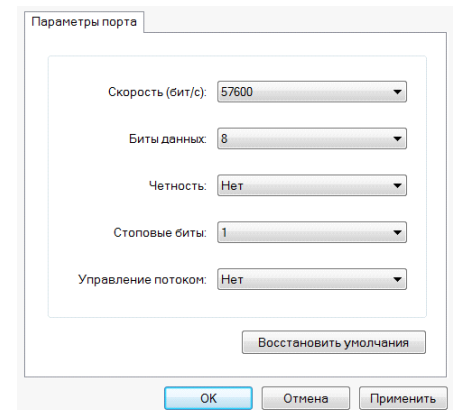 Параметры порта
Скорость (бит/с): 57600
Биты данных: 8
Четность: Нет
Стоповые биты: 1
Управление потоком: Нет
Восстановить умолчания
ОК Отмена Применить